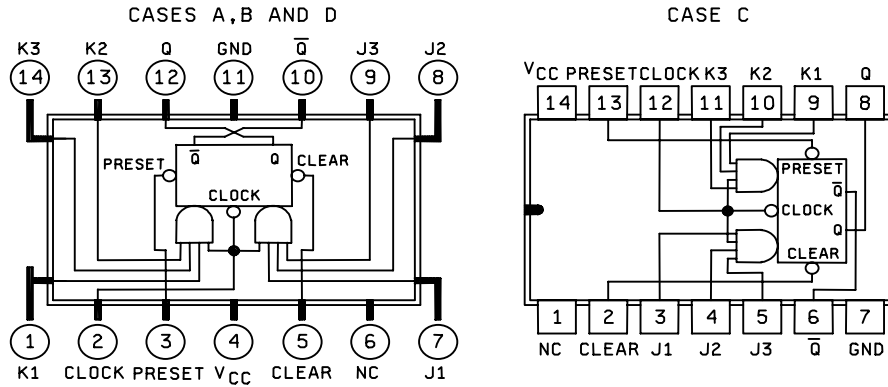 CASES A,B AND D
K3 K2 Q GND Q̅ J3 J2
14 13 12 11 10 9 8
Q̅ Q
PRESET CLEAR
CLOCK
1 2 3 4 5 6 7
K1 CLOCK PRESET VCC CLEAR NC J1
CASE C
VCC PRESET CLOCK K3 K2 K1 Q
14 13 12 11 10 9 8
PRESET
Q̅
CLOCK
Q
CLEAR
1 2 3 4 5 6 7
NC CLEAR J1 J2 J3 Q̅ GND